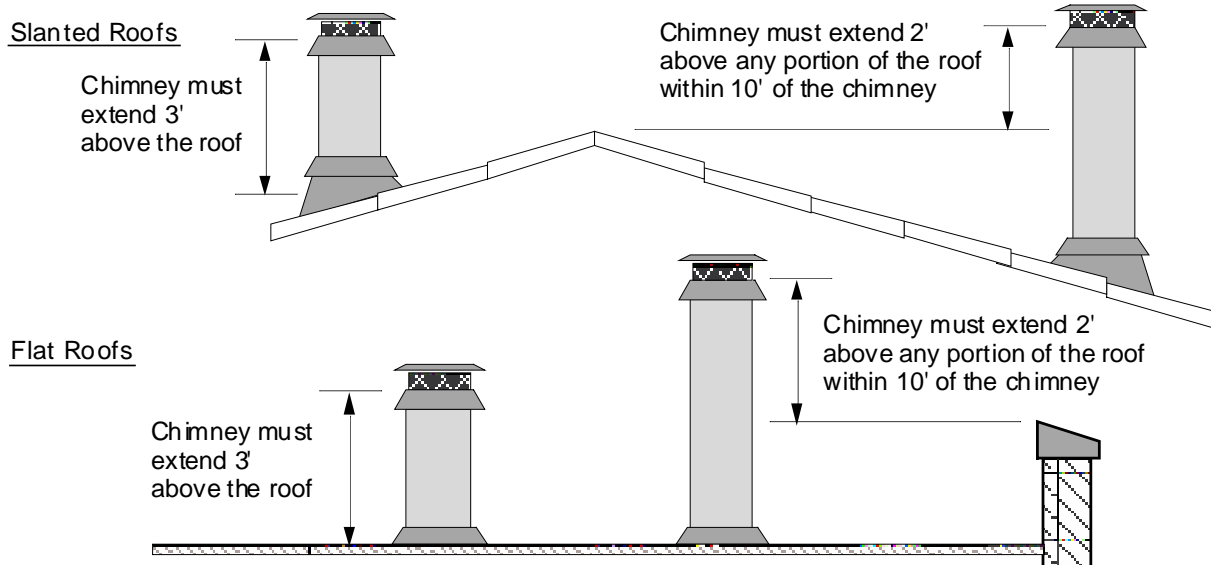 Slanted Roofs
Chimney must
extend 3'
above the roof
Chimney must extend 2'
above any portion of the roof
within 10' of the chimney
Flat Roofs
Chimney must
extend 3'
above the roof
Chimney must extend 2'
above any portion of the roof
within 10' of the chimney